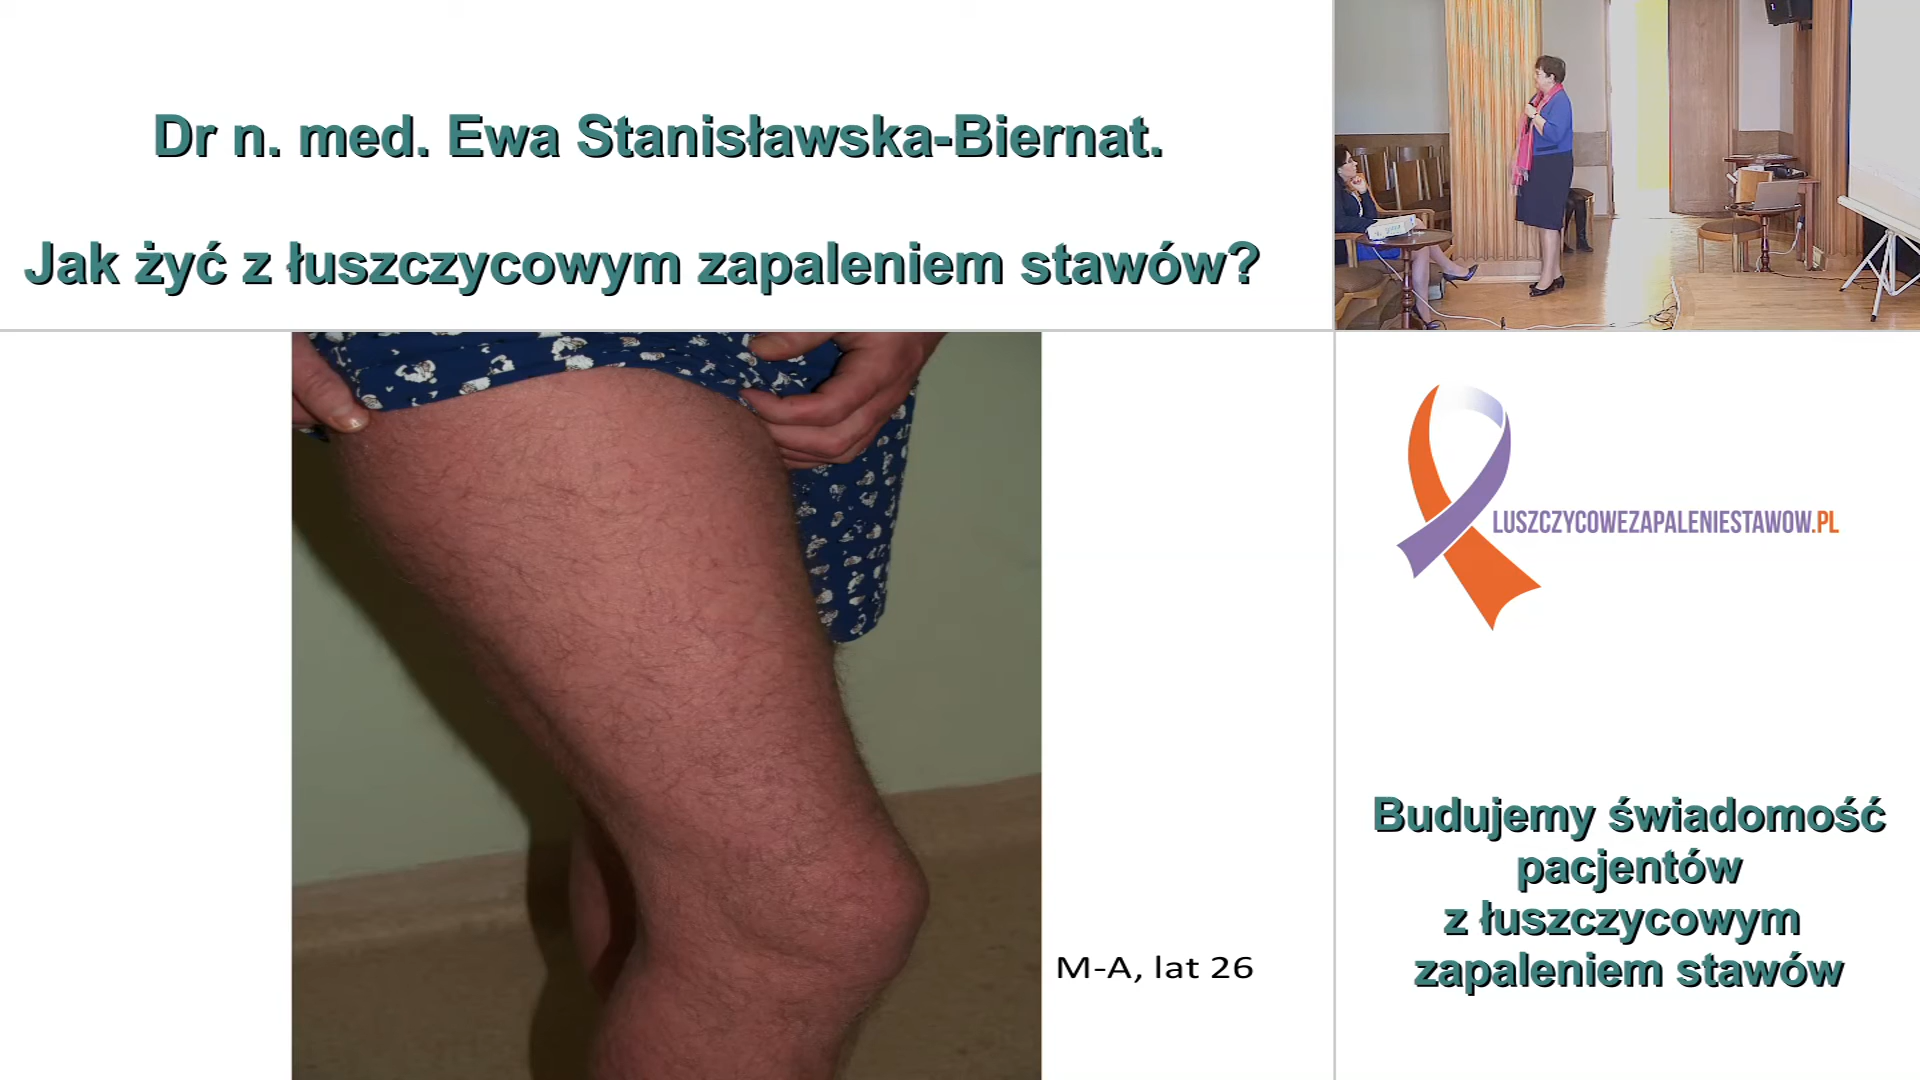 Dr n. med. Ewa Stanisławska-Biernat.
Jak żyć z łuszczycowym zapaleniem stawów?
LUSZCZYCOWEZAPALENIESTAWOW.PL
M-A, lat 26
Budujemy świadomość
pacjentów
z łuszczycowym
zapaleniem stawów